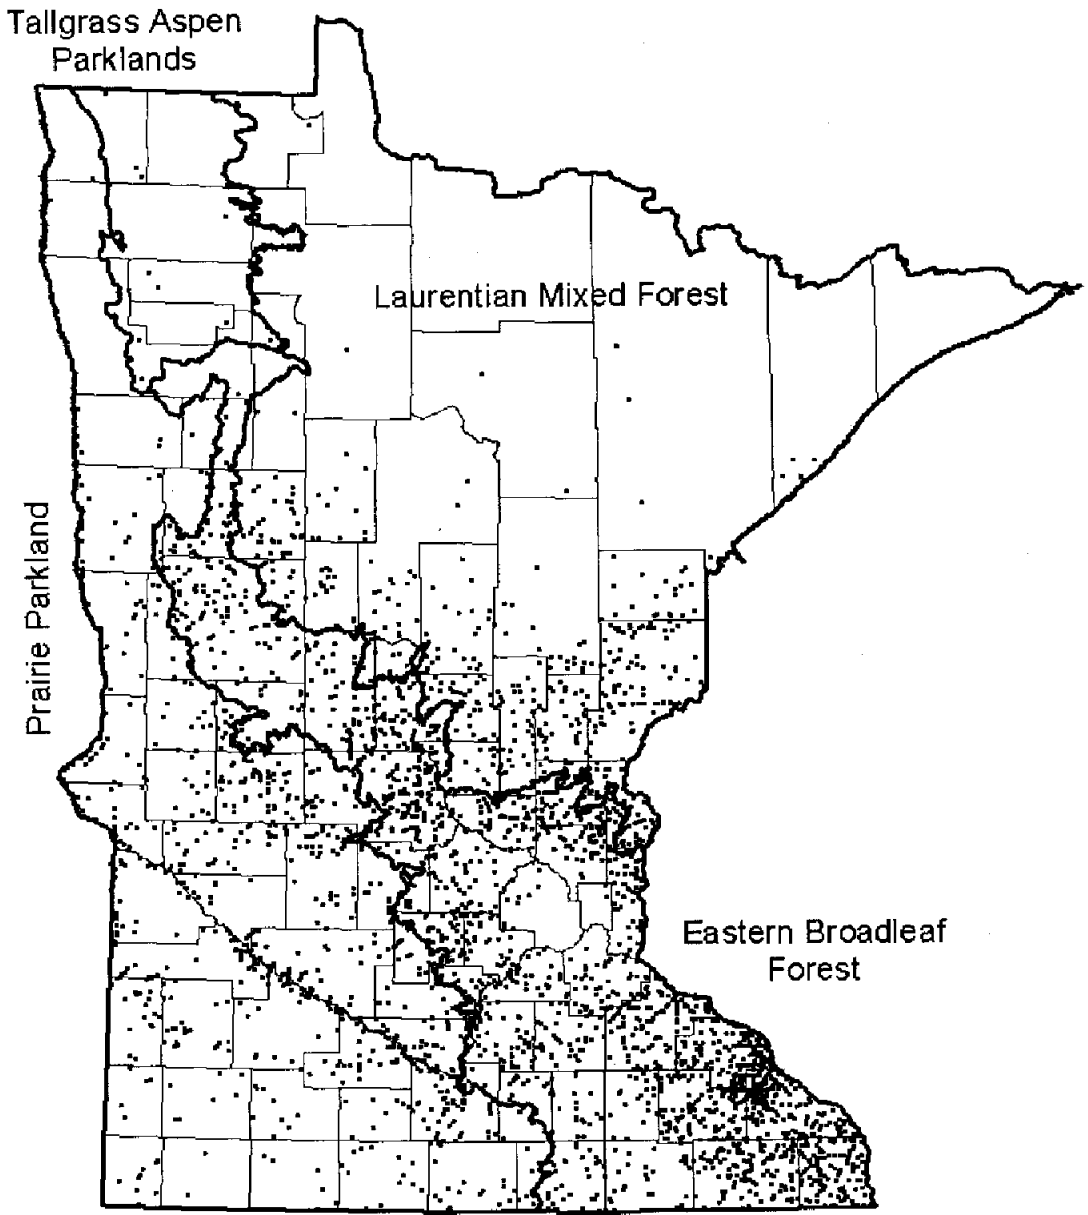 Tallgrass Aspen
Parklands
Laurentian Mixed Forest
Prairie Parkland
Eastern Broadleaf
Forest